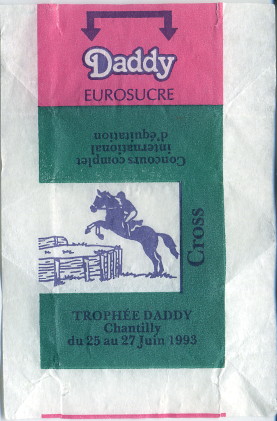 Daddy
EUROSUCRE
Concours complet
international
d'équitation
Cross
TROPHÉE DADDY
Chantilly
du 25 au 27 Juin 1993